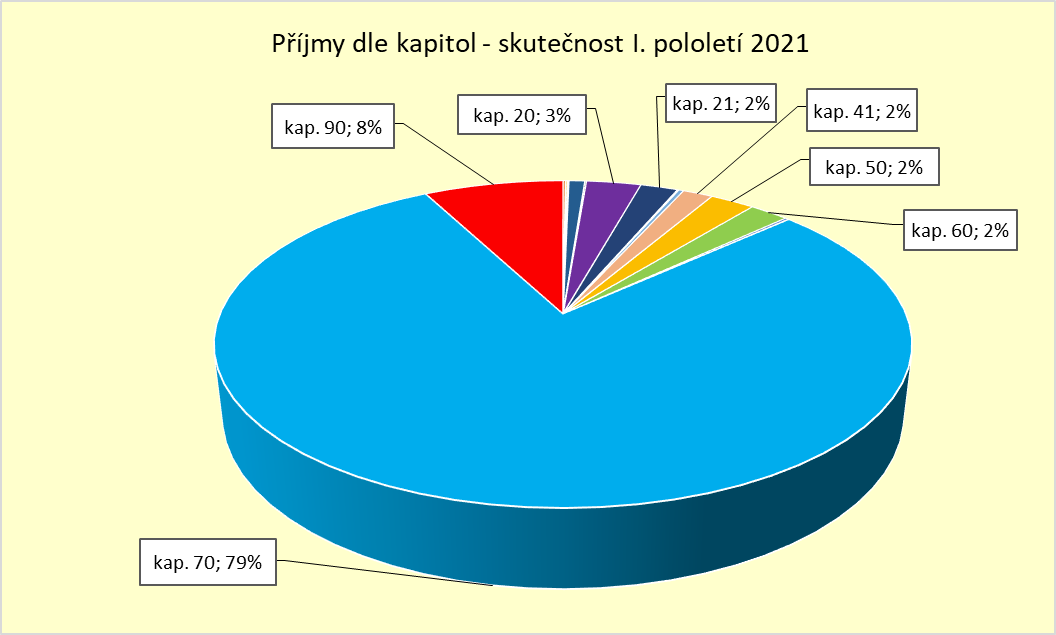 Příjmy dle kapitol - skutečnost I. pololetí 2021
kap. 90; 8%
kap. 20; 3%
kap. 21; 2%
kap. 41; 2%
kap. 50; 2%
kap. 60; 2%
kap. 70; 79%